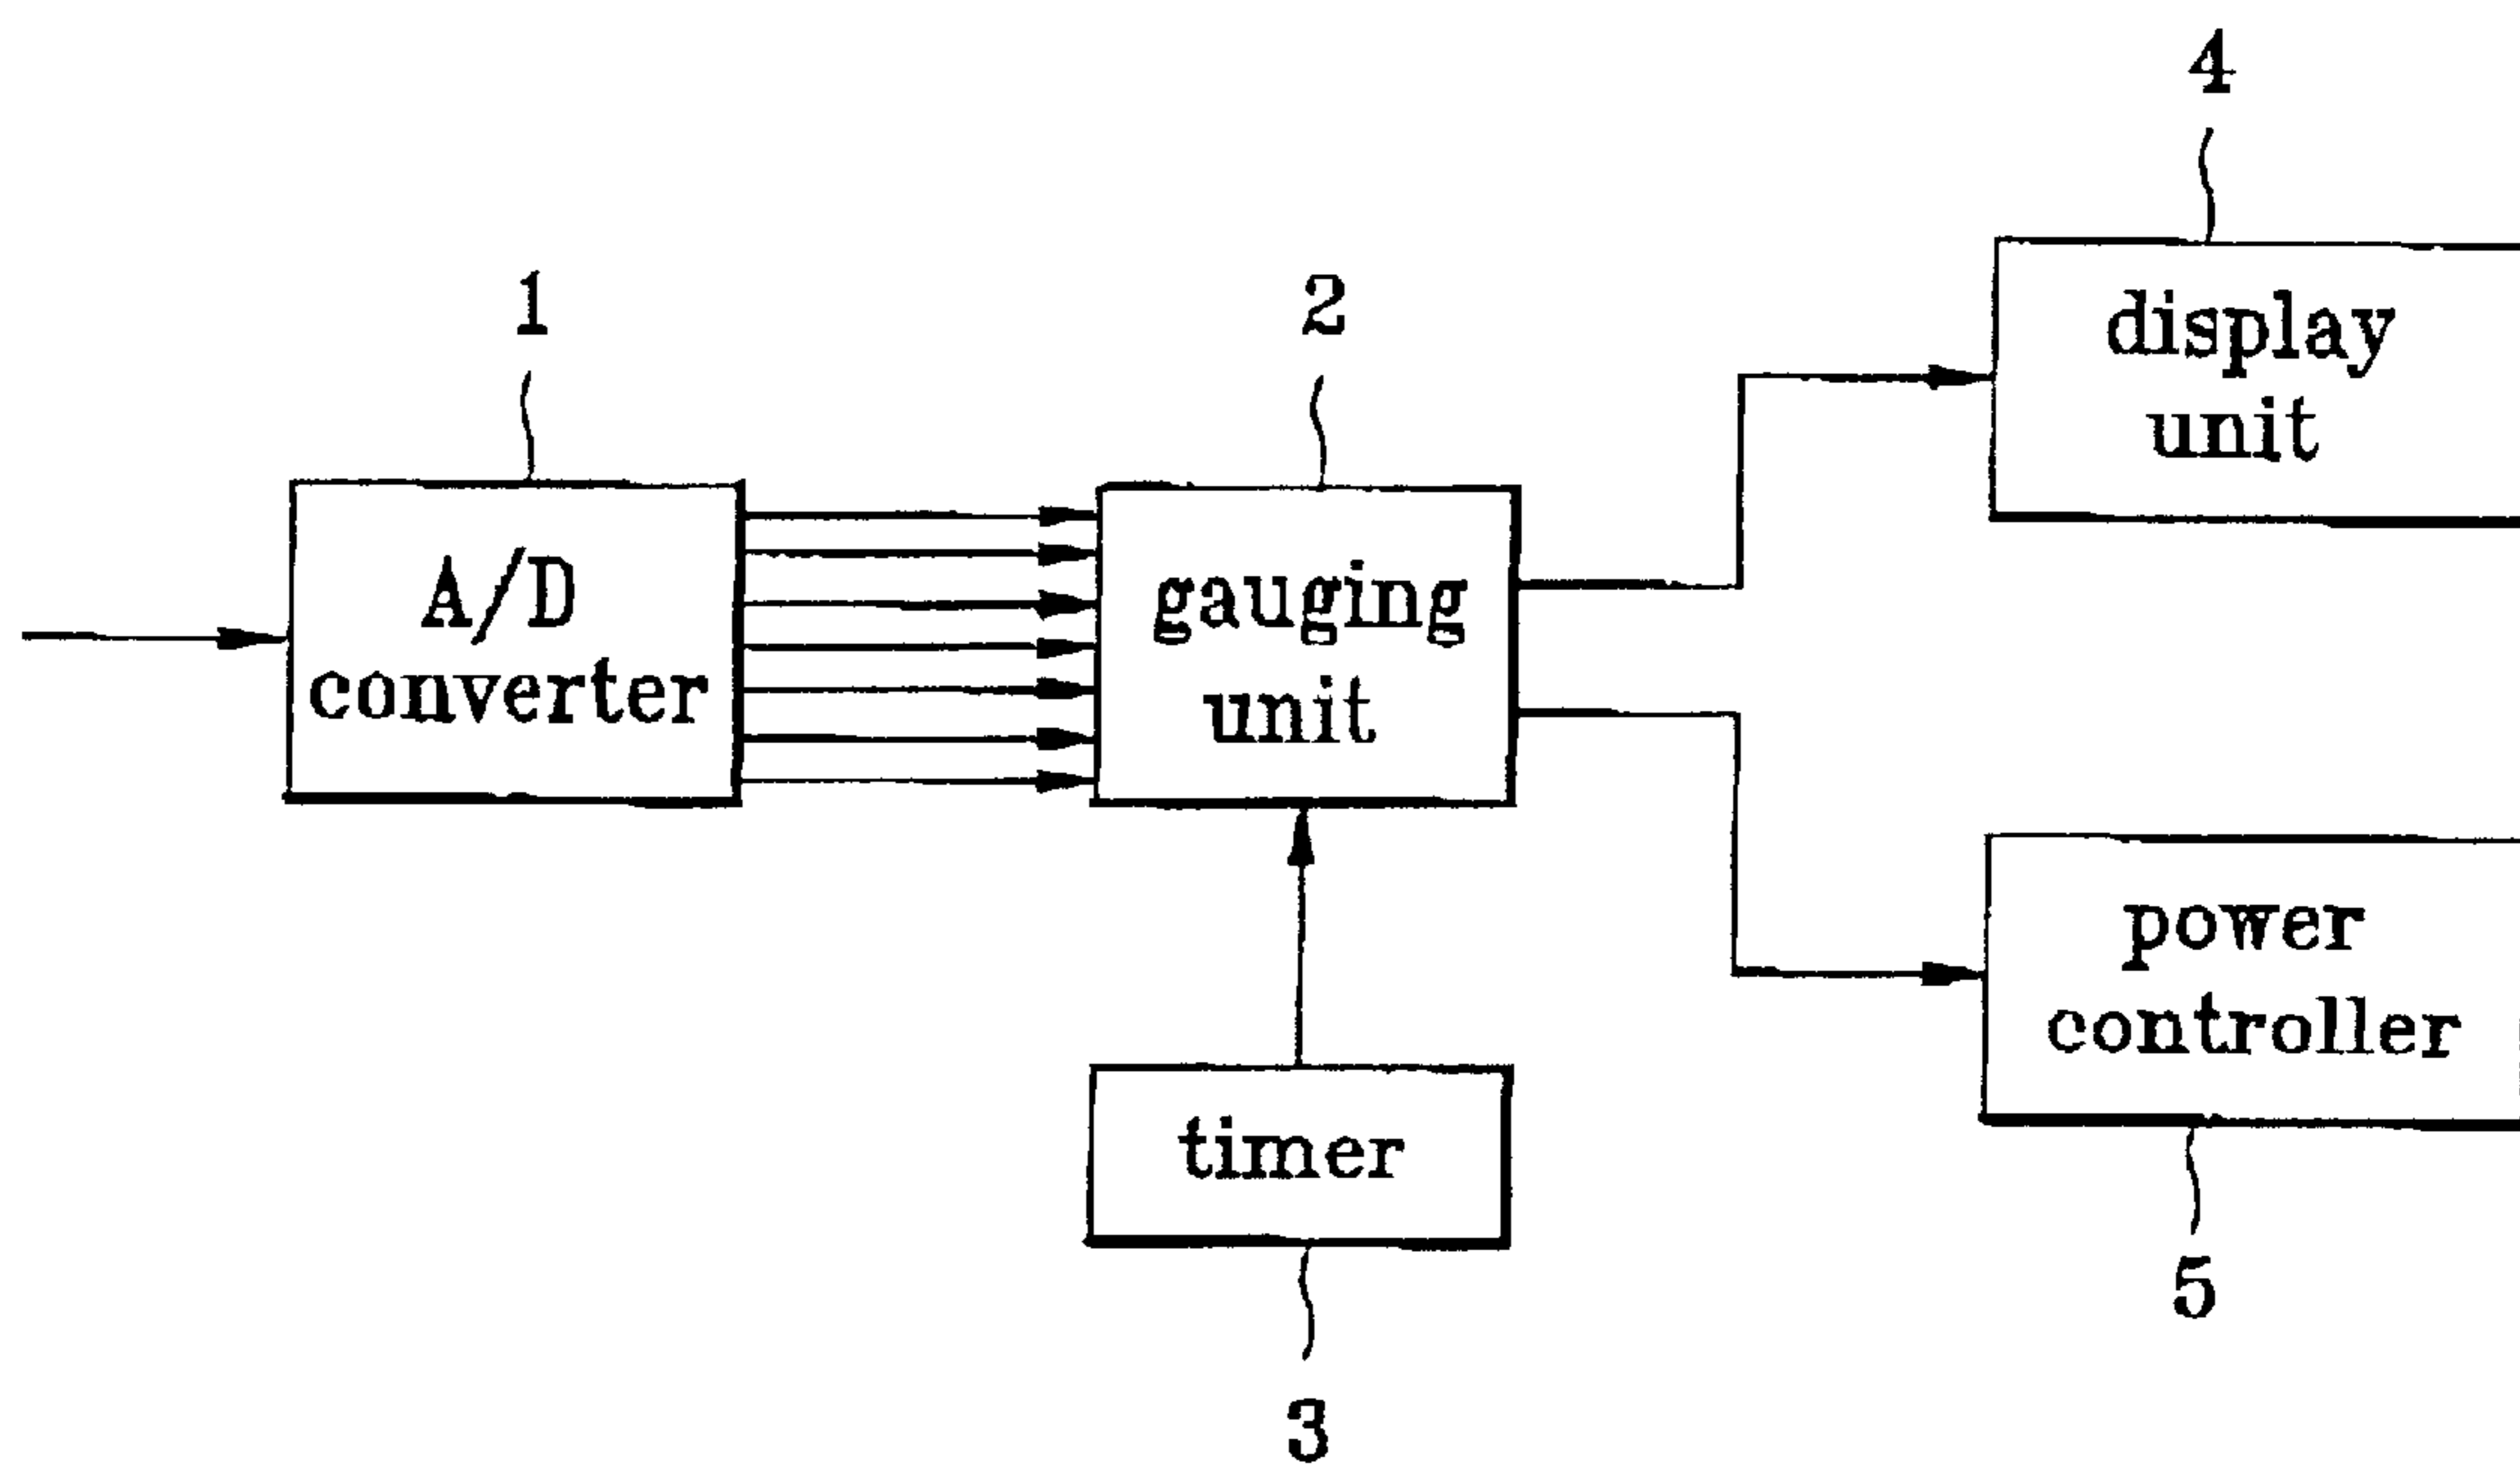 1
A/D
converter
2
gauging
unit
timer
3
4
display
unit
power
controller
5